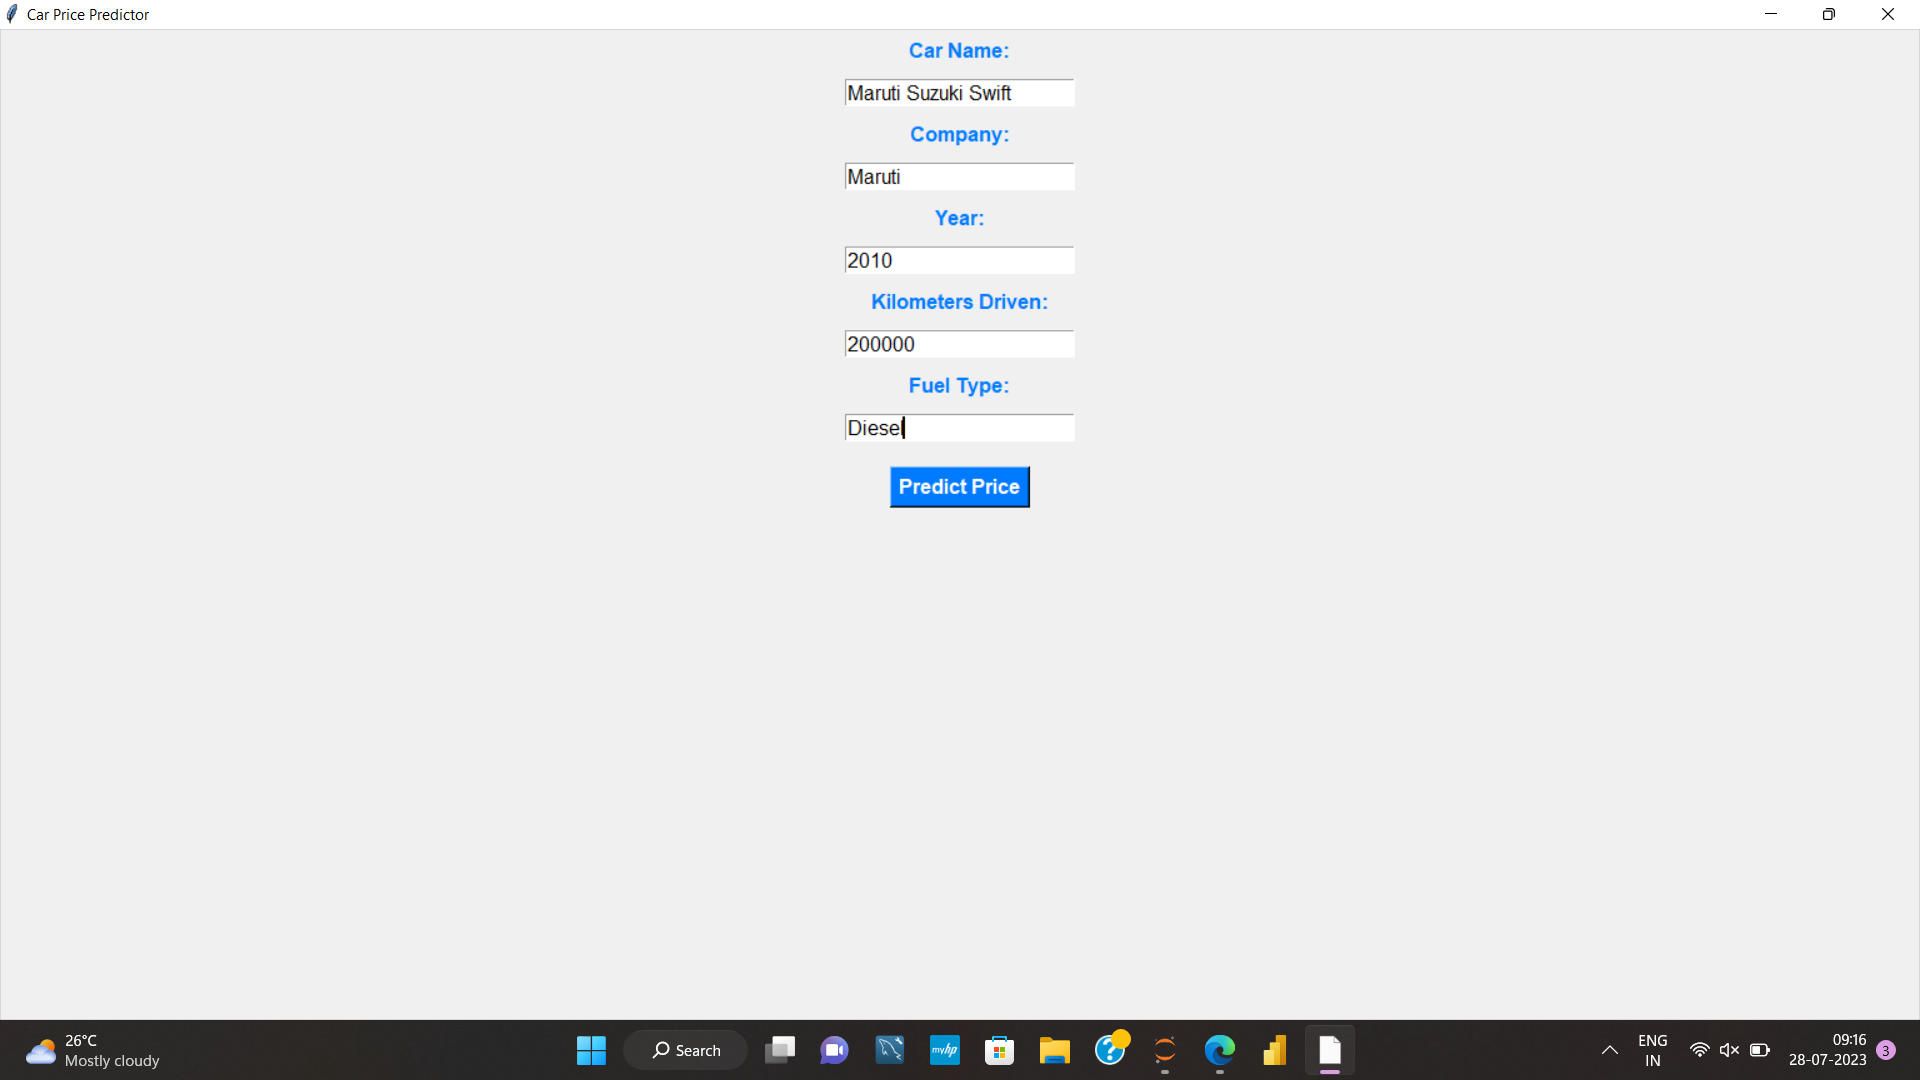 Car Price Predictor
Car Name:
Maruti Suzuki Swift
Company:
Maruti
Year:
2010
Kilometers Driven:
200000
Fuel Type:
Diesel
Predict Price
26°C
Mostly cloudy
Search
myhp
ENG
IN
09:16
28-07-2023
3